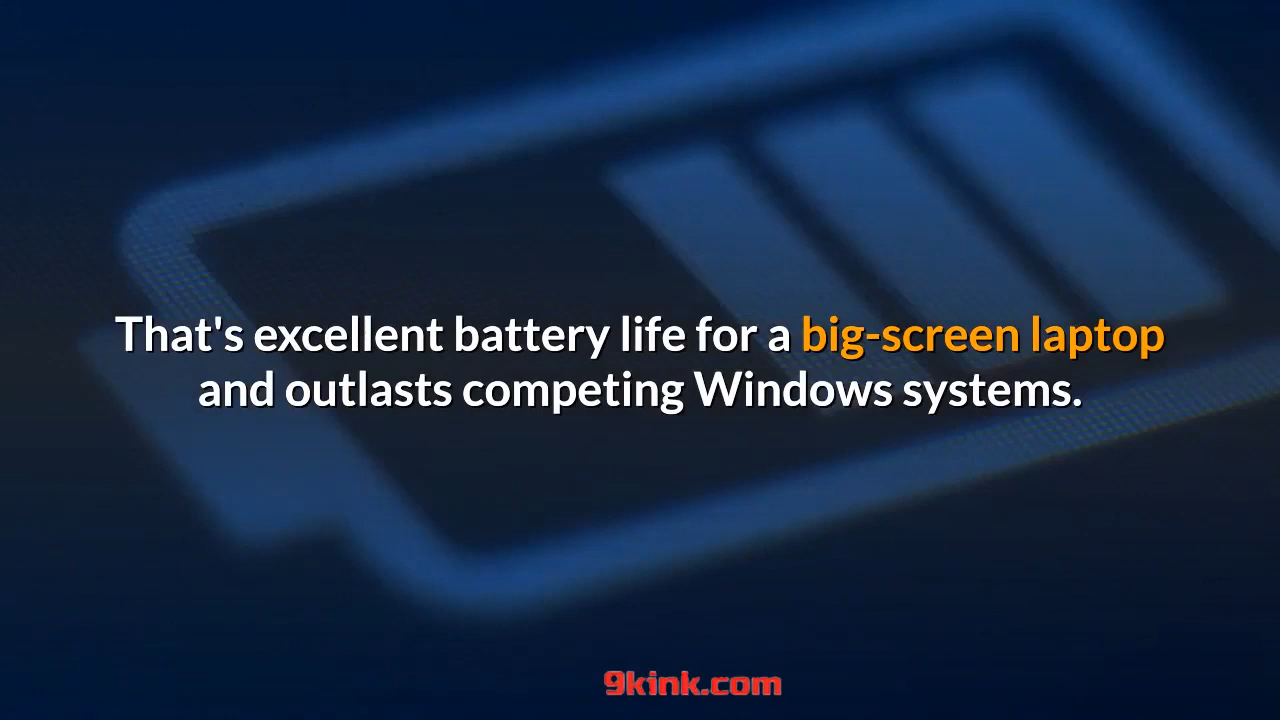 That's excellent battery life for a big-screen laptop
and outlasts competing Windows systems.
9kink.com